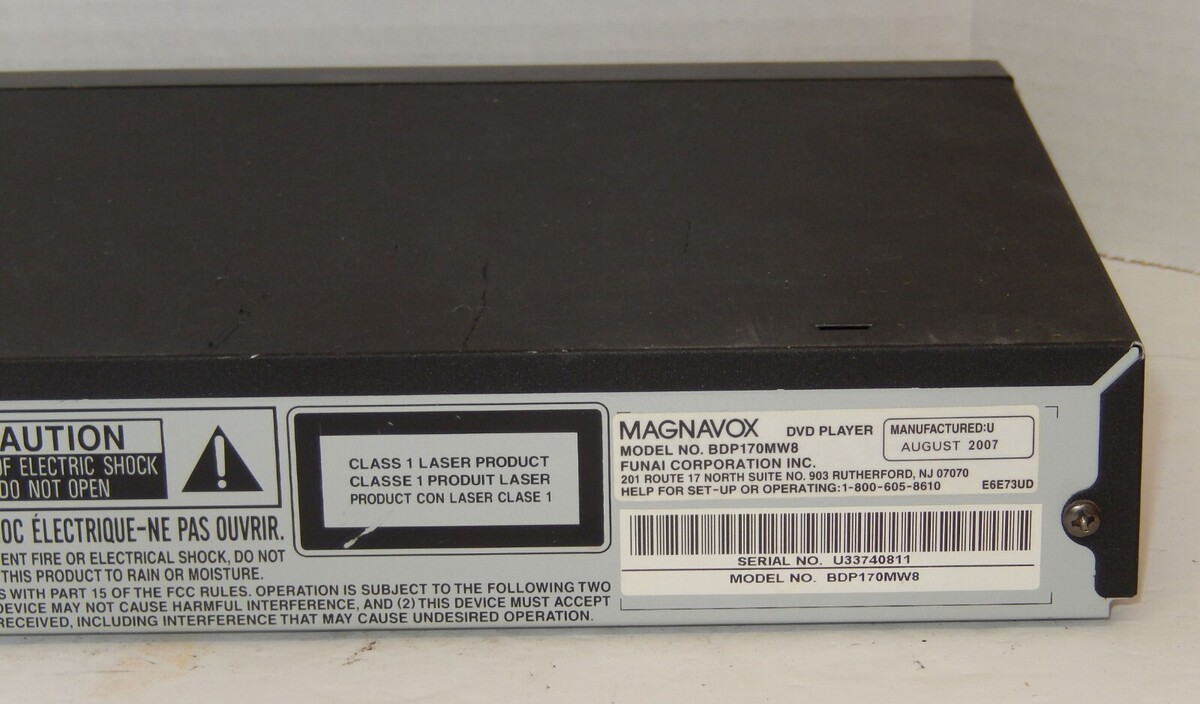 AUTION
OF ELECTRIC SHOCK
DO NOT OPEN
OC ÉLECTRIQUE-NE PAS OUVRIR.
ENT FIRE OR ELECTRICAL SHOCK, DO NOT
THIS PRODUCT TO RAIN OR MOISTURE.
S WITH PART 15 OF THE FCC RULES. OPERATION IS SUBJECT TO THE FOLLOWING TWO
DEVICE MAY NOT CAUSE HARMFUL INTERFERENCE, AND (2) THIS DEVICE MUST ACCEPT
RECEIVED, INCLUDING INTERFERENCE THAT MAY CAUSE UNDESIRED OPERATION.
CLASS 1 LASER PRODUCT
CLASSE 1 PRODUIT LASER
PRODUCT CON LASER CLASE 1
MAGNAVOX DVD PLAYER
MANUFACTURED:U
AUGUST 2007
MODEL NO. BDP170MW8
FUNAI CORPORATION INC.
201 ROUTE 17 NORTH SUITE NO. 903 RUTHERFORD, NJ 07070
HELP FOR SET-UP OR OPERATING:1-800-605-8610 E6E73UD
SERIAL NO. U33740811
MODEL NO. BDP170MW8